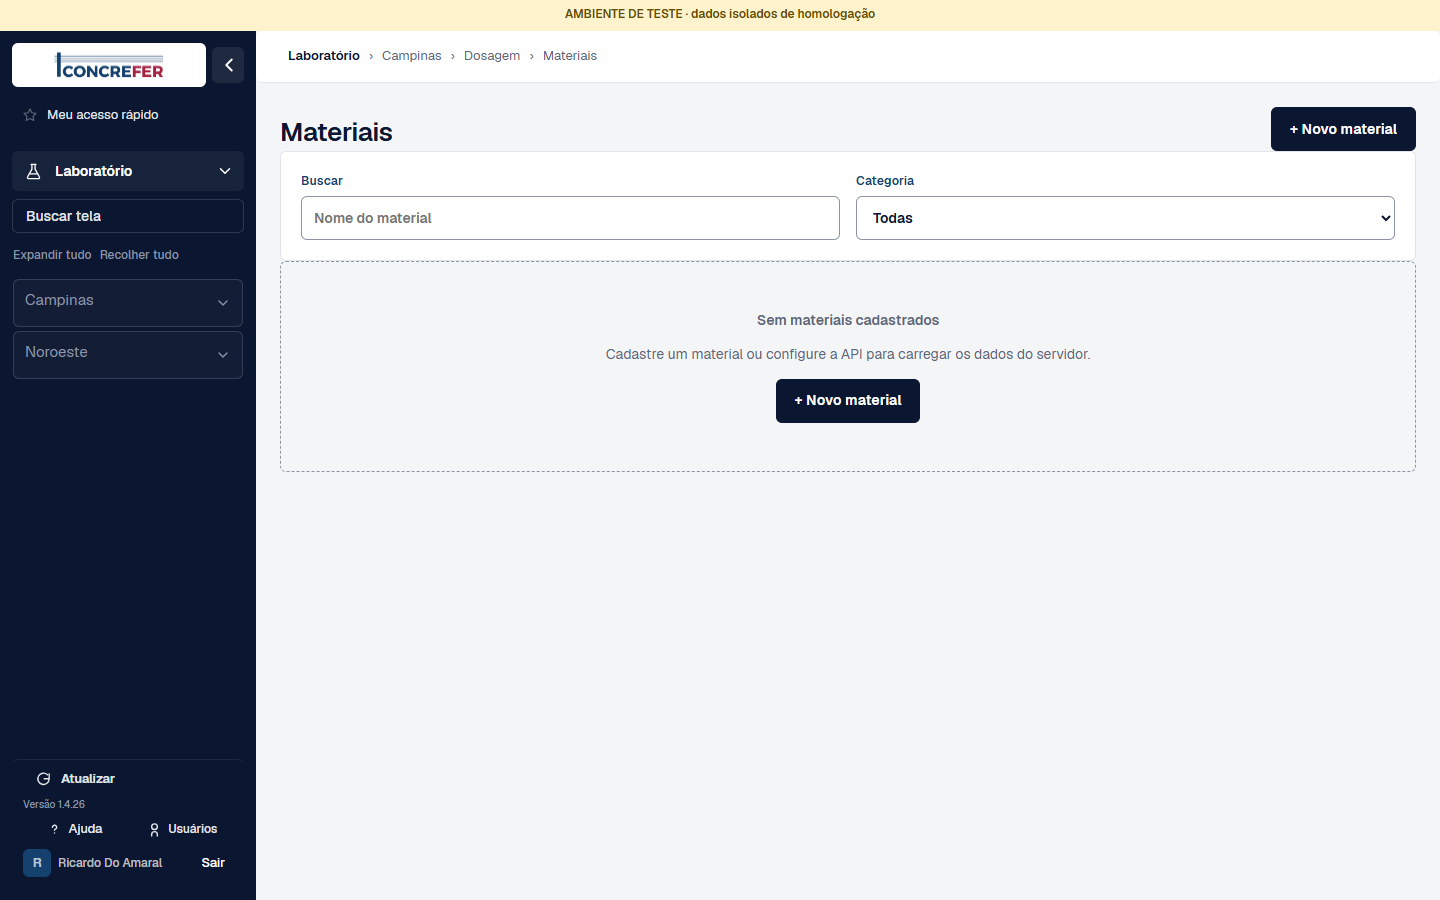 AMBIENTE DE TESTE · dados isolados de homologação
CONCREFER
Meu acesso rápido
Laboratório
Buscar tela
Expandir tudo Recolher tudo
Campinas
Noroeste
Atualizar
Versão 1.4.26
? Ajuda Usuários
R Ricardo Do Amaral Sair
Laboratório › Campinas › Dosagem › Materiais
Materiais
+ Novo material
Buscar
Nome do material
Categoria
Todas
Sem materiais cadastrados
Cadastre um material ou configure a API para carregar os dados do servidor.
+ Novo material